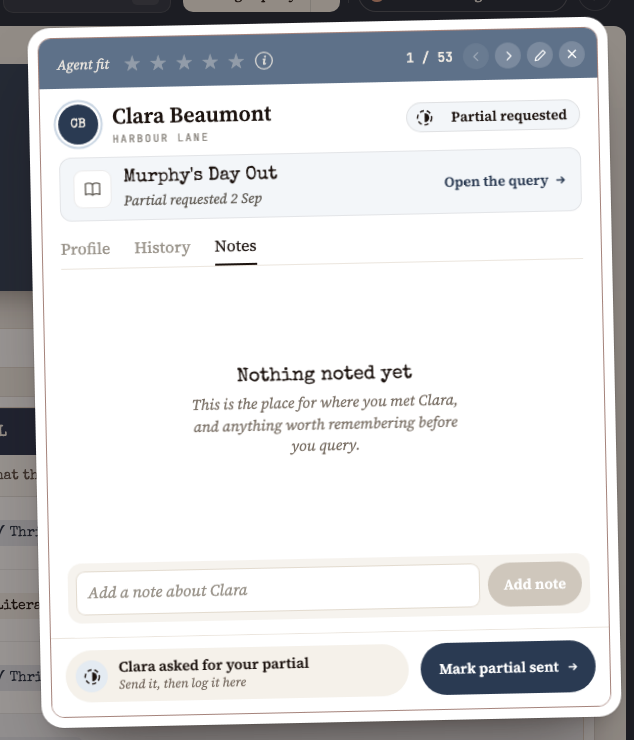 Agent fit
1 / 53
CB
Clara Beaumont
HARBOUR LANE
Partial requested
Murphy's Day Out
Partial requested 2 Sep
Open the query →
Profile History Notes
Nothing noted yet
This is the place for where you met Clara,
and anything worth remembering before
you query.
Add a note about Clara
Add note
Clara asked for your partial
Send it, then log it here
Mark partial sent →